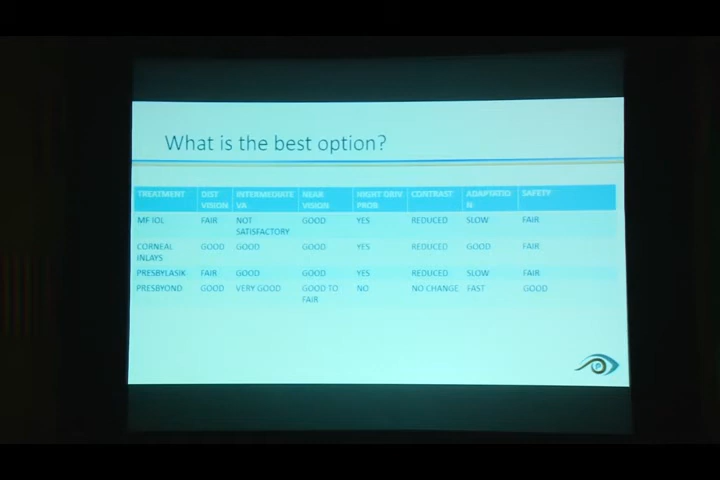 What is the best option?
TREATMENT DIST VISION INTERMEDIATE VA NEAR VISION NIGHT DRIV PROB CONTRAST ADAPTATIO N SAFETY
MF IOL FAIR NOT SATISFACTORY GOOD YES REDUCED SLOW FAIR
CORNEAL INLAYS GOOD GOOD GOOD YES REDUCED GOOD FAIR
PRESBYLASIK FAIR GOOD GOOD YES REDUCED. SLOW FAIR
PRESBYOND GOOD VERY GOOD GOOD TO FAIR NO NO CHANGE FAST GOOD